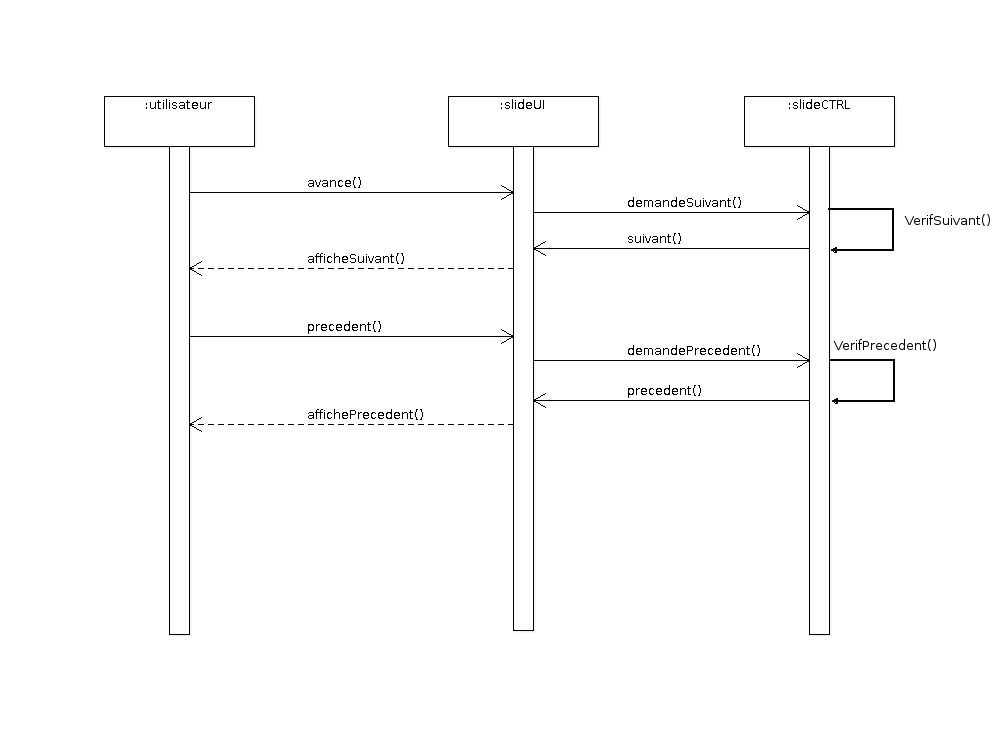 :utilisateur
:slideUI
:slideCTRL
avance()
demandeSuivant()
VerifSuivant()
suivant()
afficheSuivant()
precedent()
VerifPrecedent()
demandePrecedent()
precedent()
affichePrecedent()